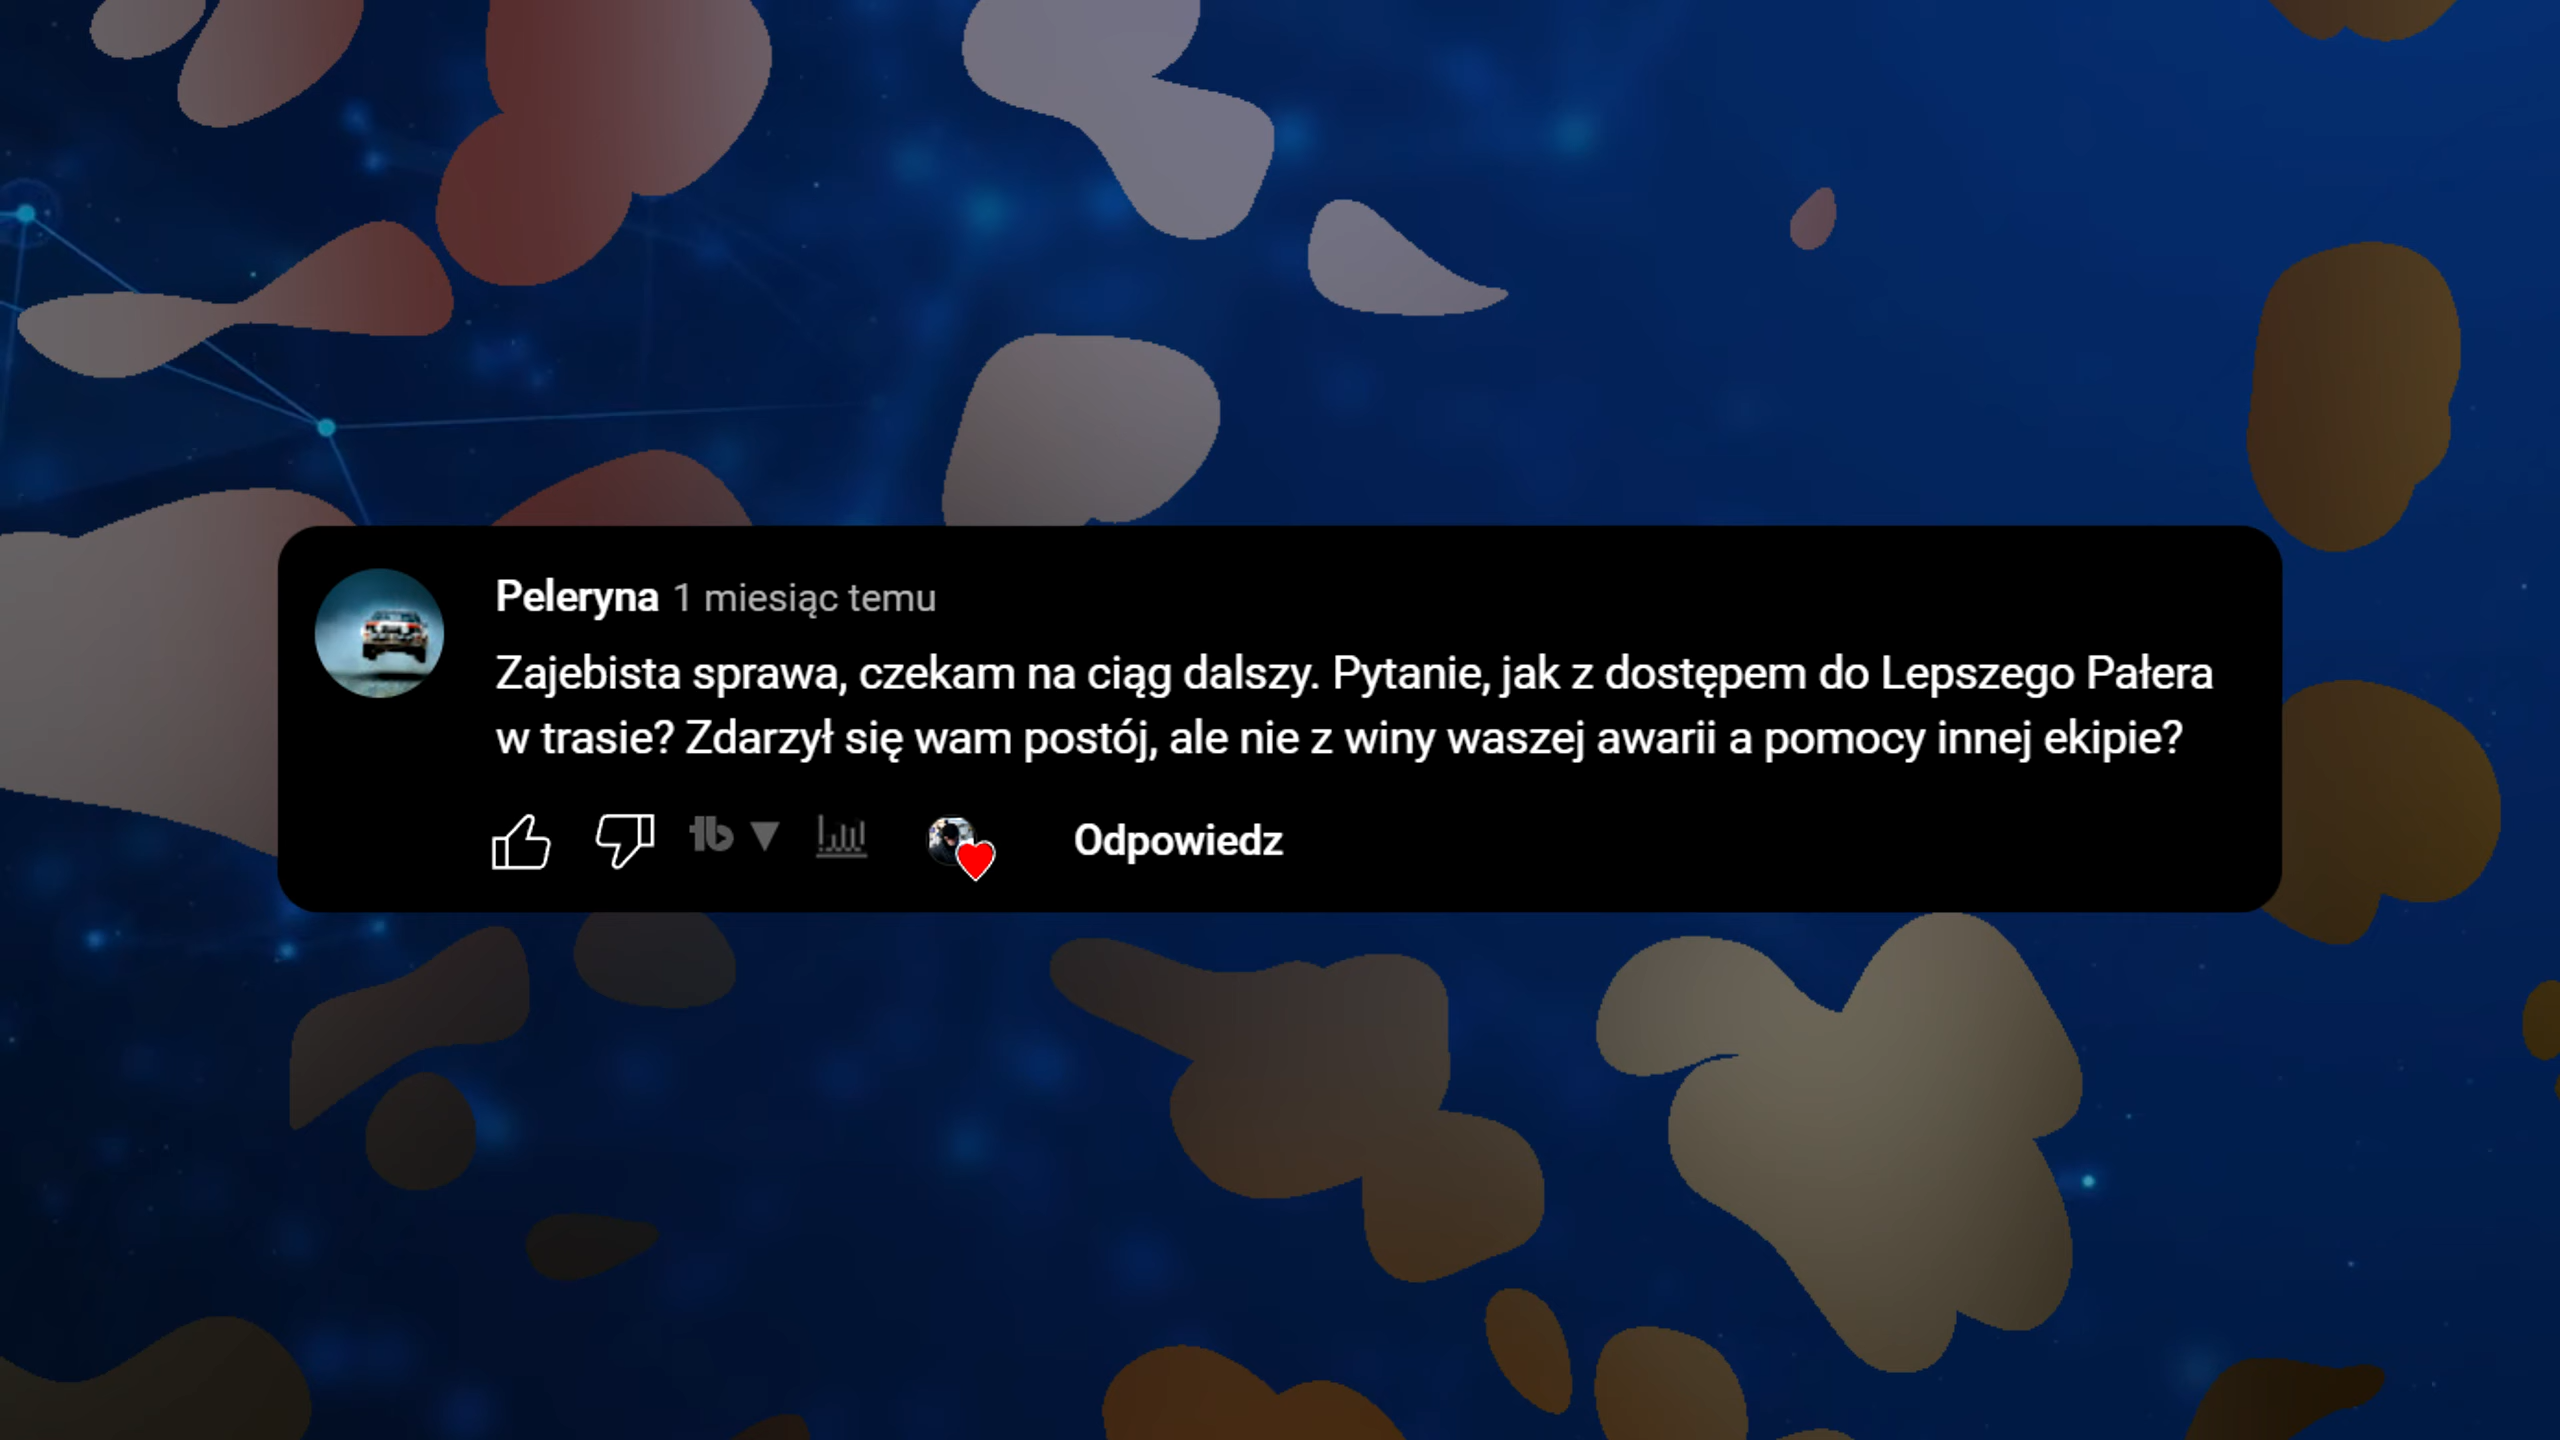 Peleryna 1 miesiąc temu
Zajebista sprawa, czekam na ciąg dalszy. Pytanie, jak z dostępem do Lepszego Pałera
w trasie? Zdarzył się wam postój, ale nie z winy waszej awarii a pomocy innej ekipie?
tb Odpowiedz